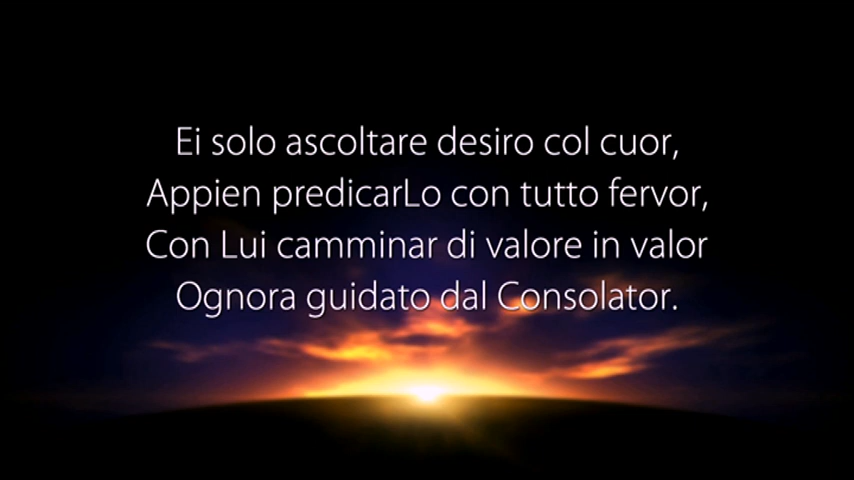 Ei solo ascoltare desiro col cuor,
Appien predicarLo con tutto fervor,
Con Lui camminar di valore in valor
Ognora guidato dal Consolator.